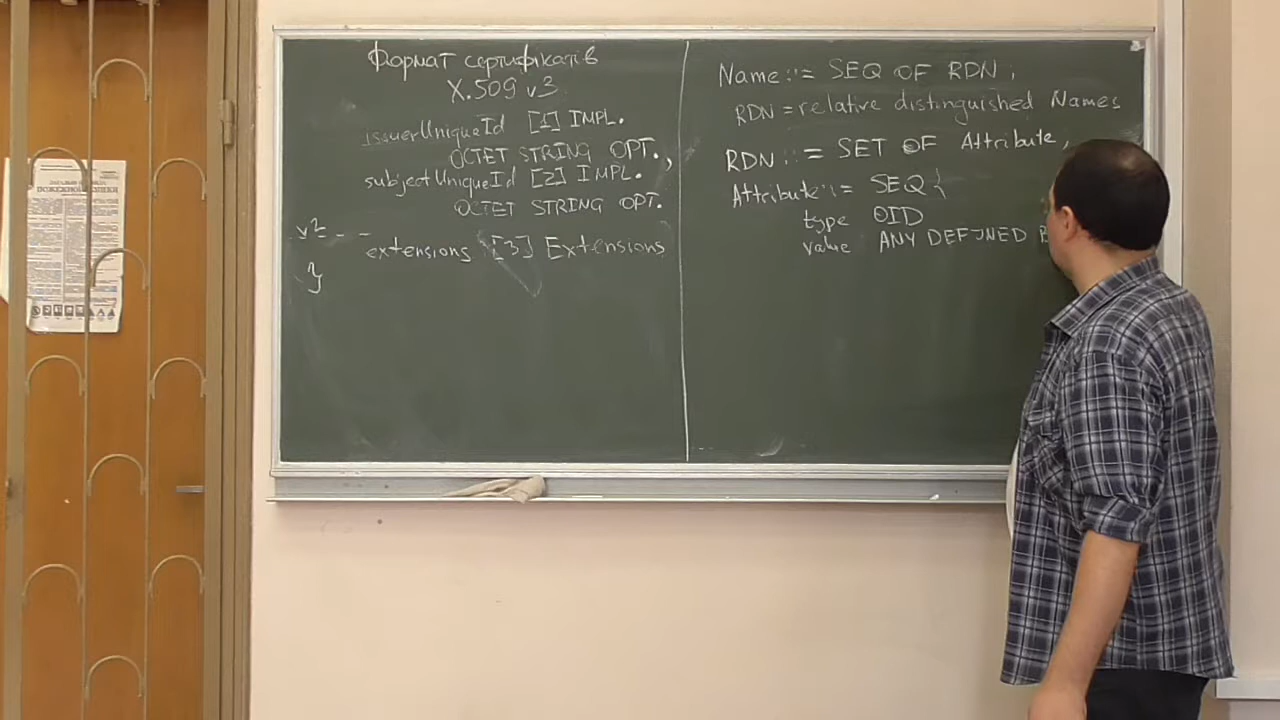 Формат сертифікатів
X.509 v3
issuerUniqueId [1] IMPL.
OCTET STRING OPT.,
subjectUniqueId [2] IMPL.
OCTET STRING OPT.
v2
extensions [3] Extensions
}
Name ::= SEQ OF RDN,
RDN = relative distinguished Names
RDN ::= SET OF Attribute,
Attribute ::= SEQ {
type OID
value ANY DEFINED B